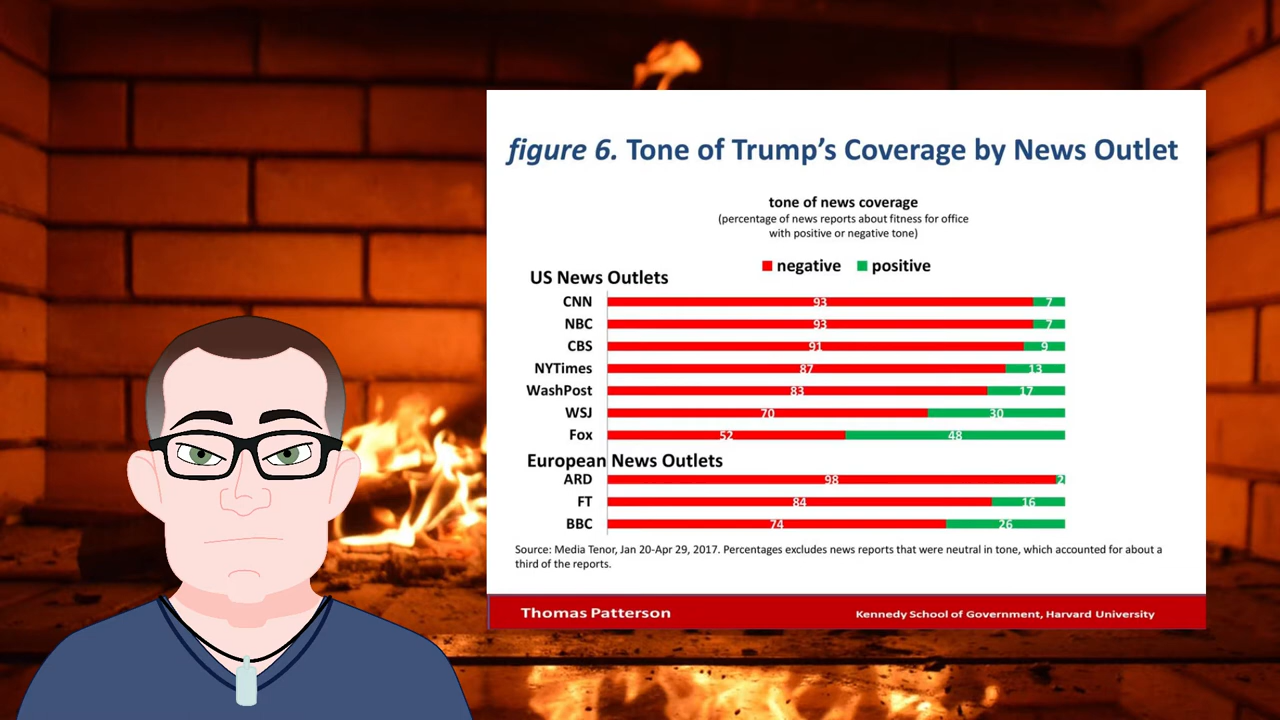 figure 6. Tone of Trump's Coverage by News Outlet
tone of news coverage
(percentage of news reports about fitness for office
with positive or negative tone)
negative positive
US News Outlets
CNN 93 7
NBC 93 7
CBS 91 9
NYTimes 87 13
WashPost 83 17
WSJ 70 30
Fox 52 48
European News Outlets
ARD 98 2
FT 84 16
BBC 74 26
Source: Media Tenor, Jan 20-Apr 29, 2017. Percentages excludes news reports that were neutral in tone, which accounted for about a
third of the reports.
Thomas Patterson Kennedy School of Government, Harvard University